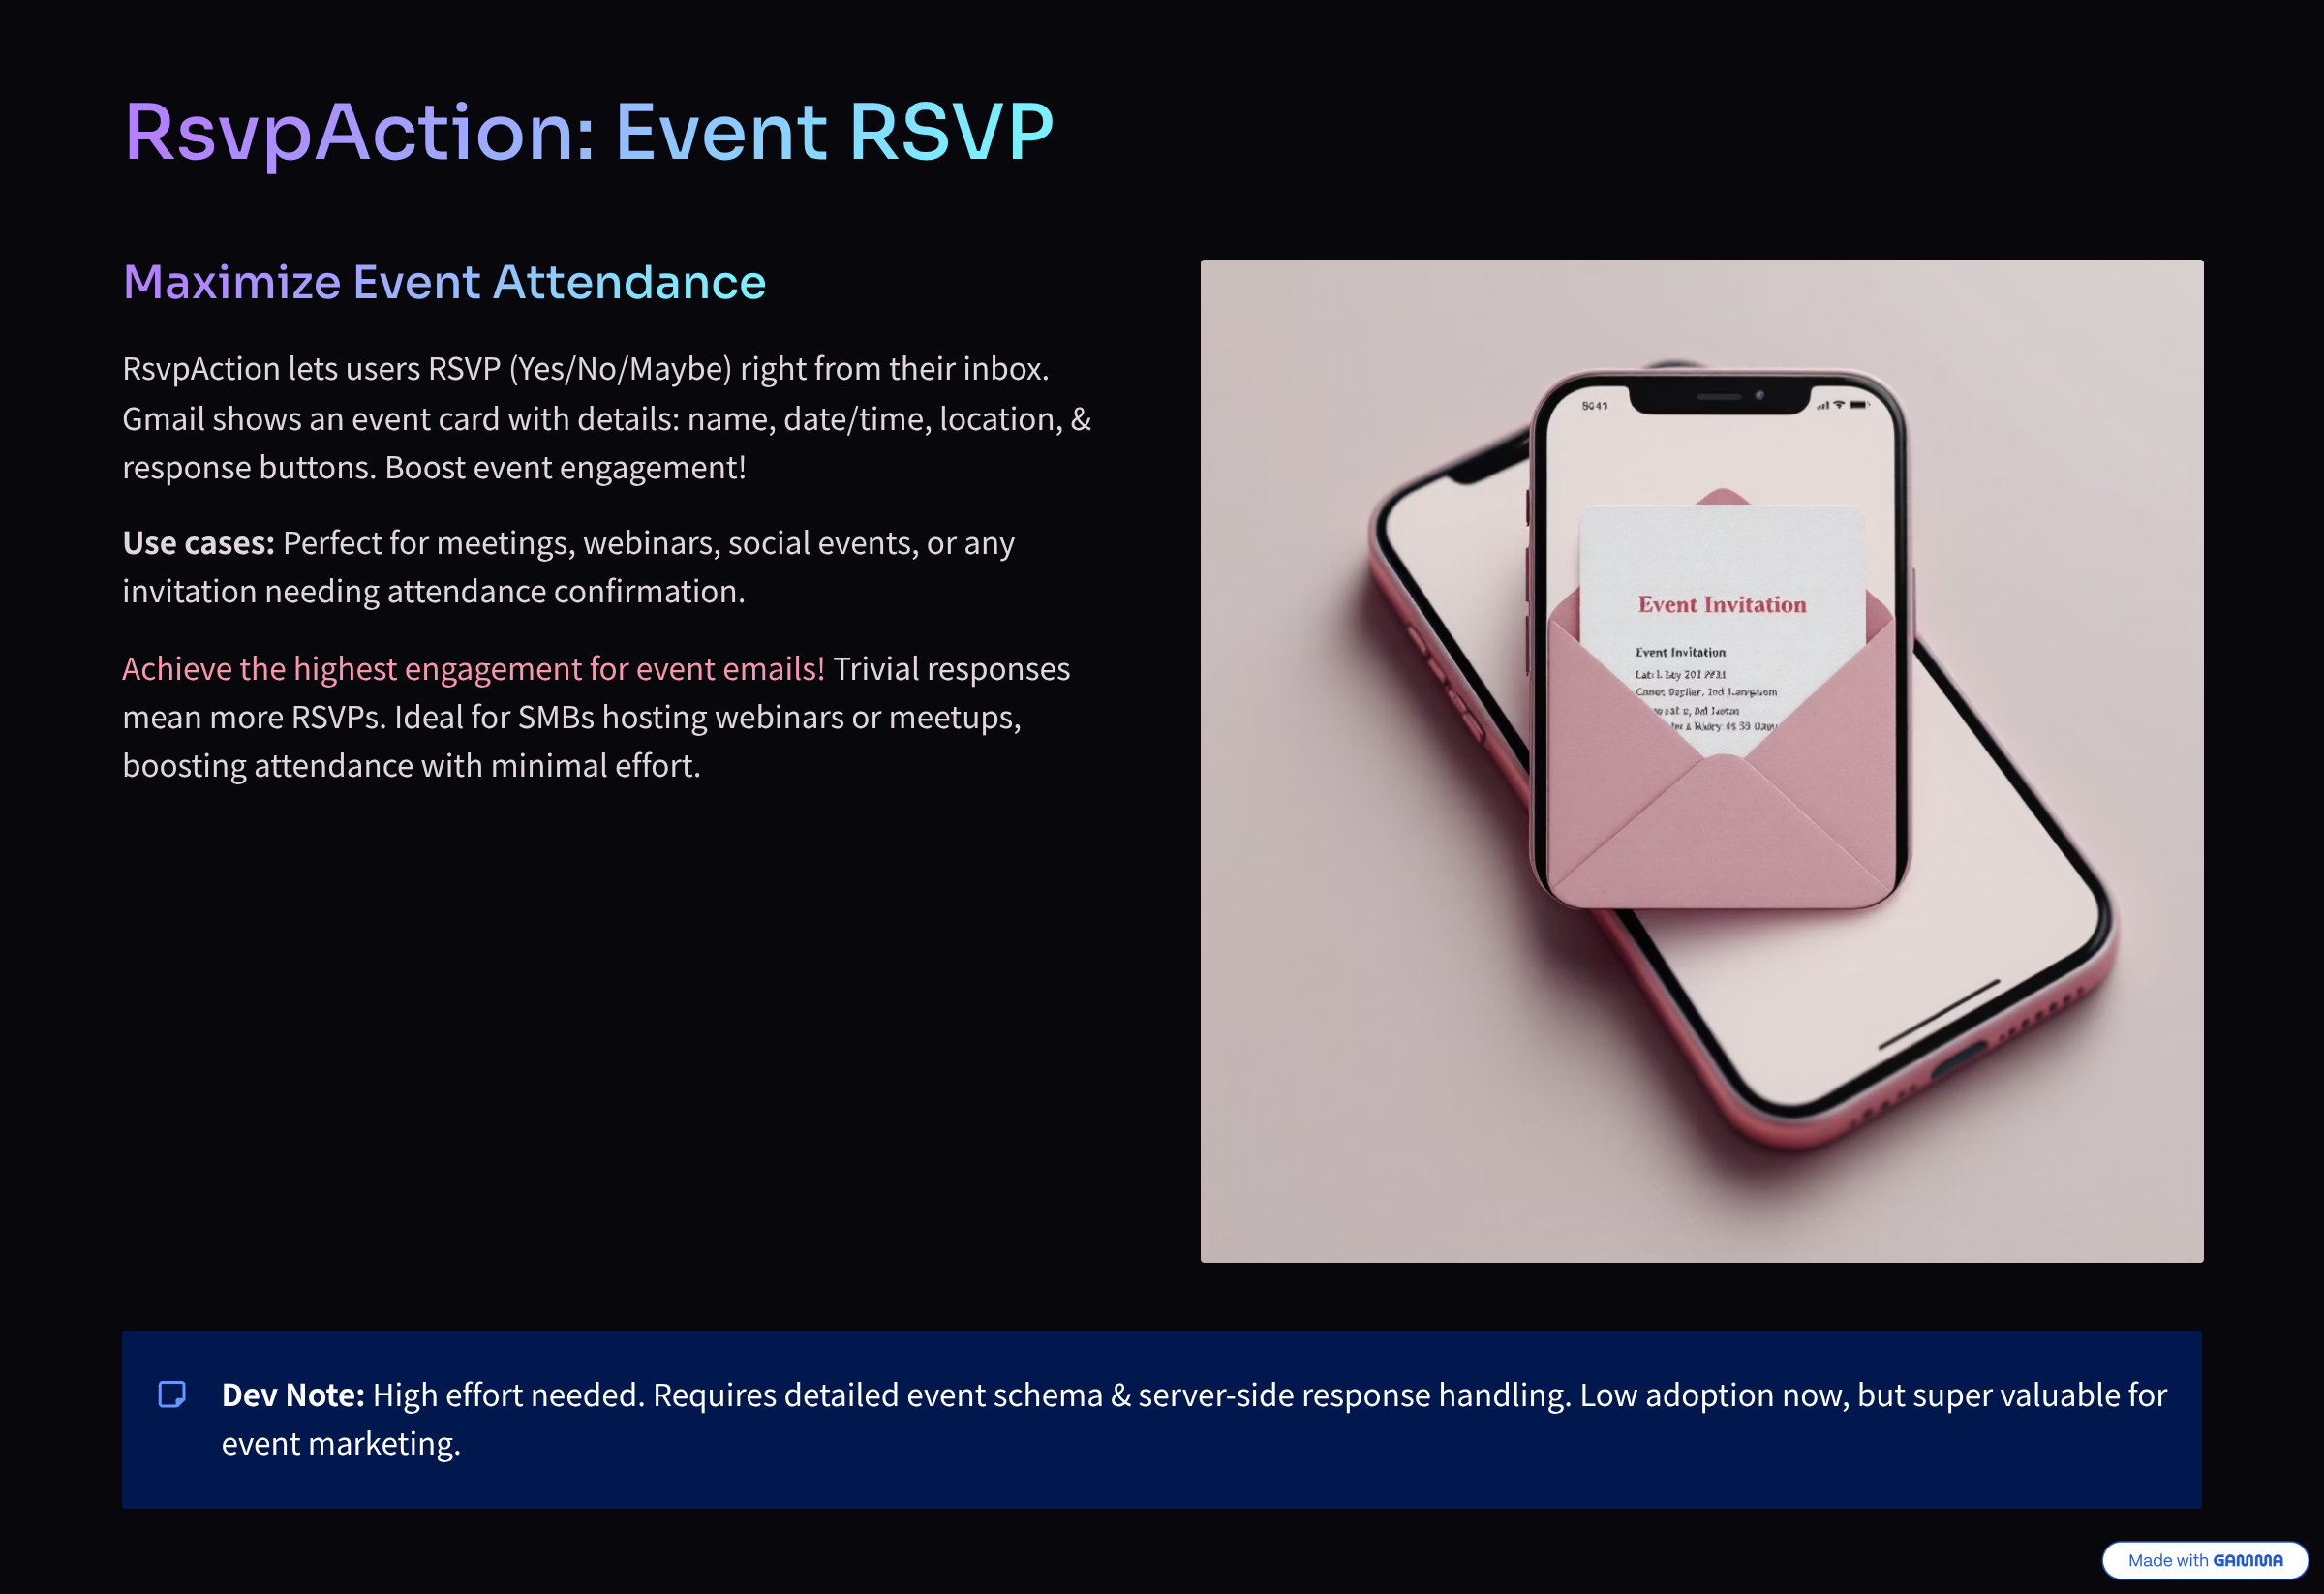 RsvpAction: Event RSVP
Maximize Event Attendance
RsvpAction lets users RSVP (Yes/No/Maybe) right from their inbox.
Gmail shows an event card with details: name, date/time, location, &
response buttons. Boost event engagement!
Use cases: Perfect for meetings, webinars, social events, or any
invitation needing attendance confirmation.
Achieve the highest engagement for event emails! Trivial responses
mean more RSVPs. Ideal for SMBs hosting webinars or meetups,
boosting attendance with minimal effort.
Event Invitation
Event Invitation
Dev Note: High effort needed. Requires detailed event schema & server-side response handling. Low adoption now, but super valuable for
event marketing.
Made with GAMMA